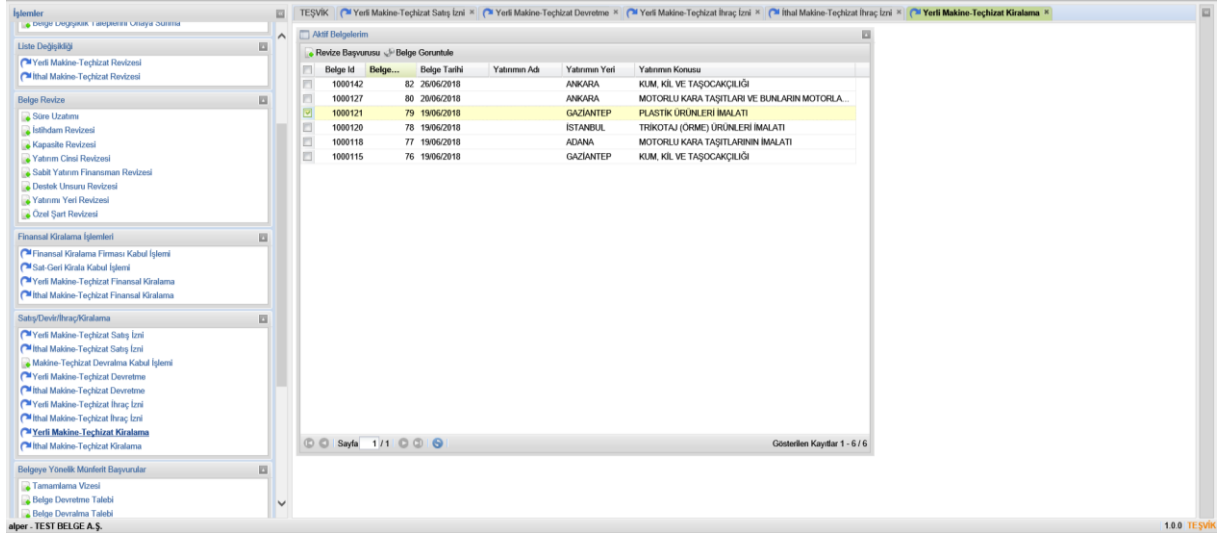 İşlemler
Belge Değişiklik Taleplerini Onaya Sunma
Liste Değişikliği
Yerli Makine-Teçhizat Revizesi
İthal Makine-Teçhizat Revizesi
Belge Revize
Süre Uzatımı
İstihdam Revizesi
Kapasite Revizesi
Yatırım Cinsi Revizesi
Sabit Yatırım Finansman Revizesi
Destek Unsuru Revizesi
Yatırımı Yeri Revizesi
Özel Şart Revizesi
Finansal Kiralama İşlemleri
Finansal Kiralama Firması Kabul İşlemi
Sat-Geri Kirala Kabul İşlemi
Yerli Makine-Teçhizat Finansal Kiralama
İthal Makine-Teçhizat Finansal Kiralama
Satış/Devir/İhraç/Kiralama
Yerli Makine-Teçhizat Satış İzni
İthal Makine-Teçhizat Satış İzni
Makine-Teçhizat Devralma Kabul İşlemi
Yerli Makine-Teçhizat Devretme
İthal Makine-Teçhizat Devretme
Yerli Makine-Teçhizat İhraç İzni
İthal Makine-Teçhizat İhraç İzni
Yerli Makine-Teçhizat Kiralama
İthal Makine-Teçhizat Kiralama
Belgeye Yönelik Münferit Başvurular
Tamamlama Vizesi
Belge Devretme Talebi
Belge Devralma Talebi
TEŞVİK Yerli Makine-Teçhizat Satış İzni Yerli Makine-Teçhizat Devretme Yerli Makine-Teçhizat İhraç İzni İthal Makine-Teçhizat İhraç İzni Yerli Makine-Teçhizat Kiralama
Aktif Belgelerim
Revize Başvurusu Belge Goruntule
Belge Id Belge... Belge Tarihi Yatırımın Adı Yatırımın Yeri Yatırımın Konusu
1000142 82 26/06/2018 ANKARA KUM, KİL VE TAŞOCAKÇILIĞI
1000127 80 20/06/2018 ANKARA MOTORLU KARA TAŞITLARI VE BUNLARIN MOTORLA...
1000121 79 19/06/2018 GAZİANTEP PLASTİK ÜRÜNLERİ İMALATI
1000120 78 19/06/2018 İSTANBUL TRİKOTAJ (ÖRME) ÜRÜNLERİ İMALATI
1000118 77 19/06/2018 ADANA MOTORLU KARA TAŞITLARININ İMALATI
1000115 76 19/06/2018 GAZİANTEP KUM, KİL VE TAŞOCAKÇILIĞI
Sayfa 1 / 1 Gösterilen Kayıtlar 1 - 6 / 6
alper - TEST BELGE A.Ş. 1.0.0 TEŞVİK